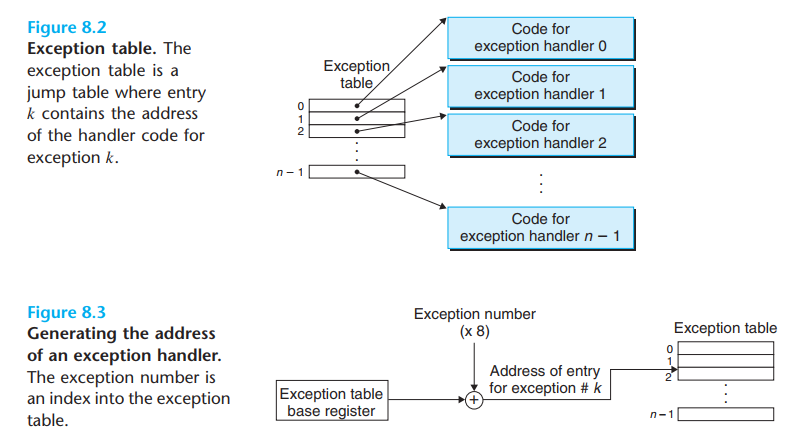 Figure 8.2
Exception table. The
exception table is a
jump table where entry
k contains the address
of the handler code for
exception k.
Exception
table
0
1
2
n – 1
Code for
exception handler 0
Code for
exception handler 1
Code for
exception handler 2
Code for
exception handler n – 1
Figure 8.3
Generating the address
of an exception handler.
The exception number is
an index into the exception
table.
Exception table
base register
Exception number
(x 8)
+
Address of entry
for exception # k
Exception table
0
1
2
n – 1